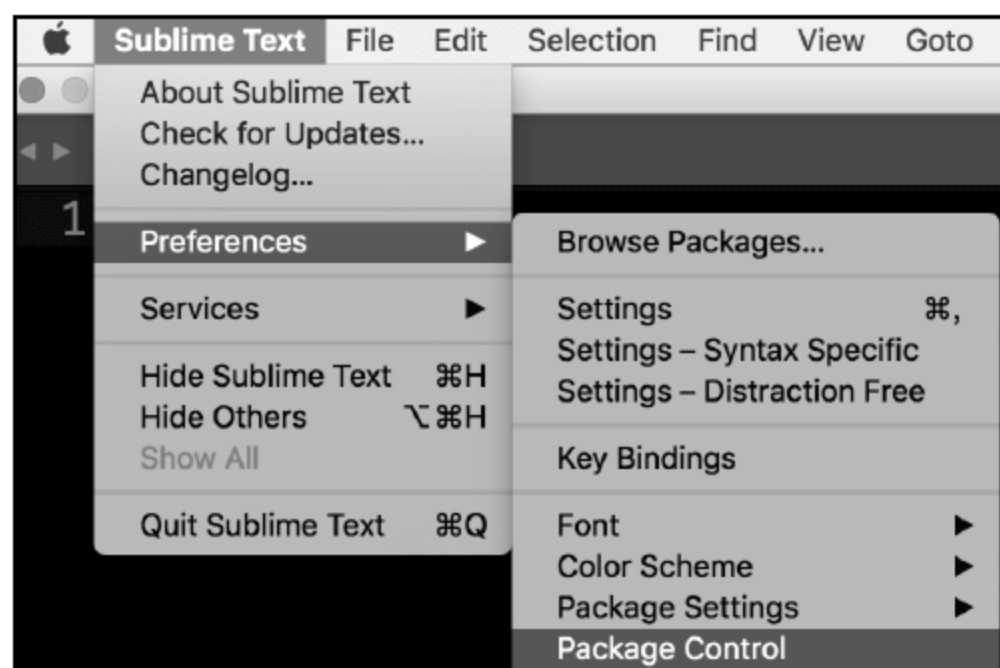 Sublime Text File Edit Selection Find View Goto
About Sublime Text
Check for Updates...
Changelog...
1
Preferences ▶
Services ▶
Hide Sublime Text ⌘H
Hide Others ⌥⌘H
Show All
Quit Sublime Text ⌘Q
Browse Packages...
Settings ⌘,
Settings – Syntax Specific
Settings – Distraction Free
Key Bindings
Font ▶
Color Scheme ▶
Package Settings ▶
Package Control